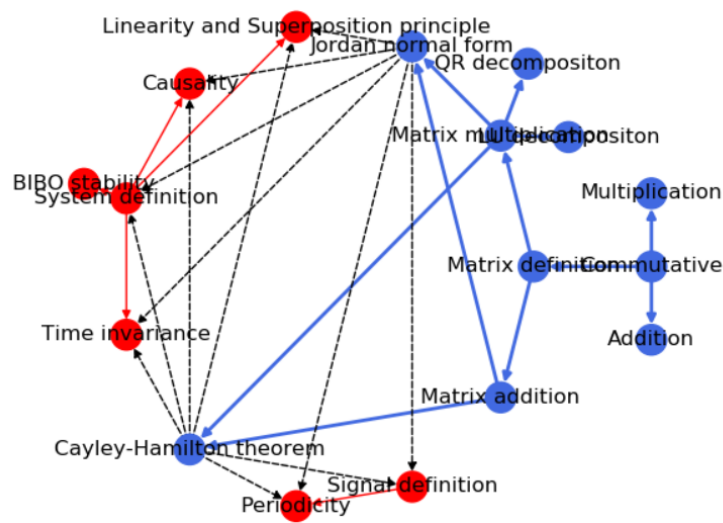 Linearity and Superposition principle
Jordan normal form
QR decompositon
Causality
Matrix multiplication
LU decompositon
BIBO stability
System definition
Multiplication
Matrix definition
Commutative
Time invariance
Addition
Matrix addition
Cayley-Hamilton theorem
Signal definition
Periodicity